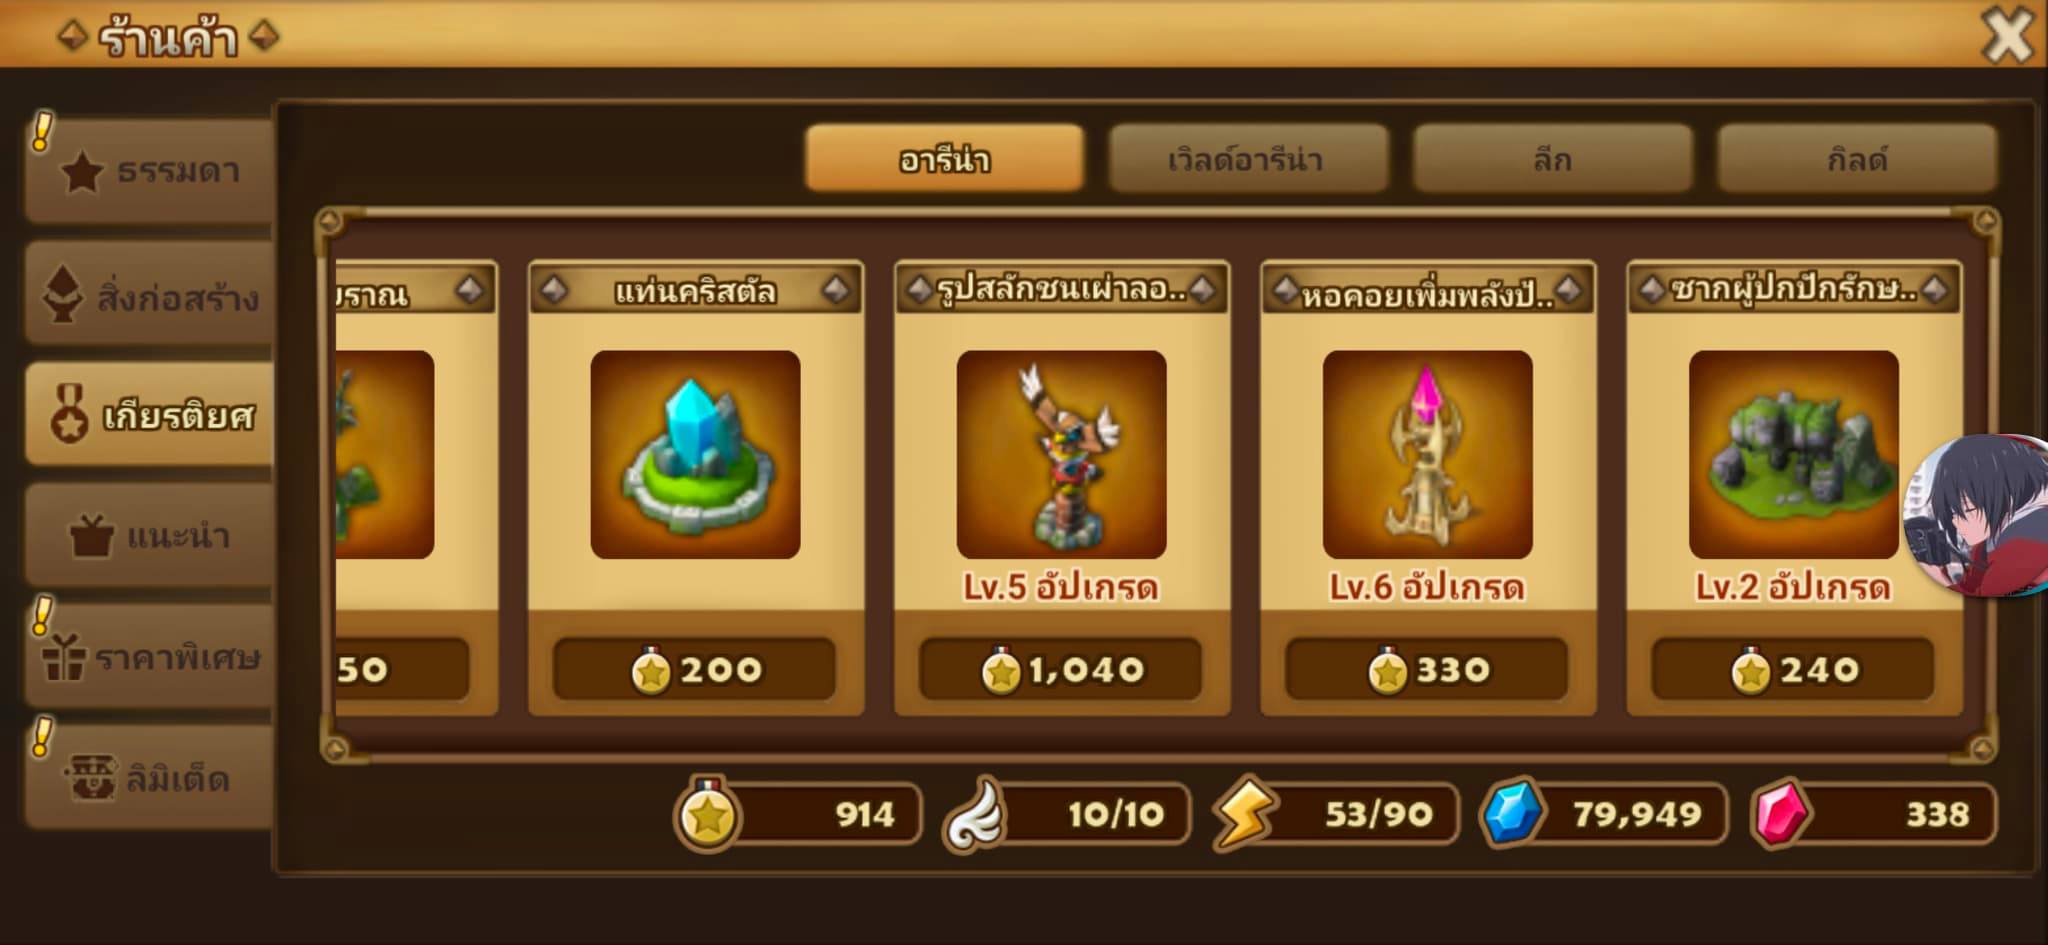 ร้านค้า
ธรรมดา
สิ่งก่อสร้าง
เกียรติยศ
แนะนำ
ราคาพิเศษ
ลิมิเต็ด
อารีน่า
เวิลด์อารีน่า
ลีก
กิลด์
แท่นคริสตัล
รูปสลักชนเผ่าลอ..
หอคอยเพิ่มพลังป้..
ซากผู้ปกปักรักษ..
Lv.5 อัปเกรด
Lv.6 อัปเกรด
Lv.2 อัปเกรด
50
200
1,040
330
240
914
10/10
53/90
79,949
338